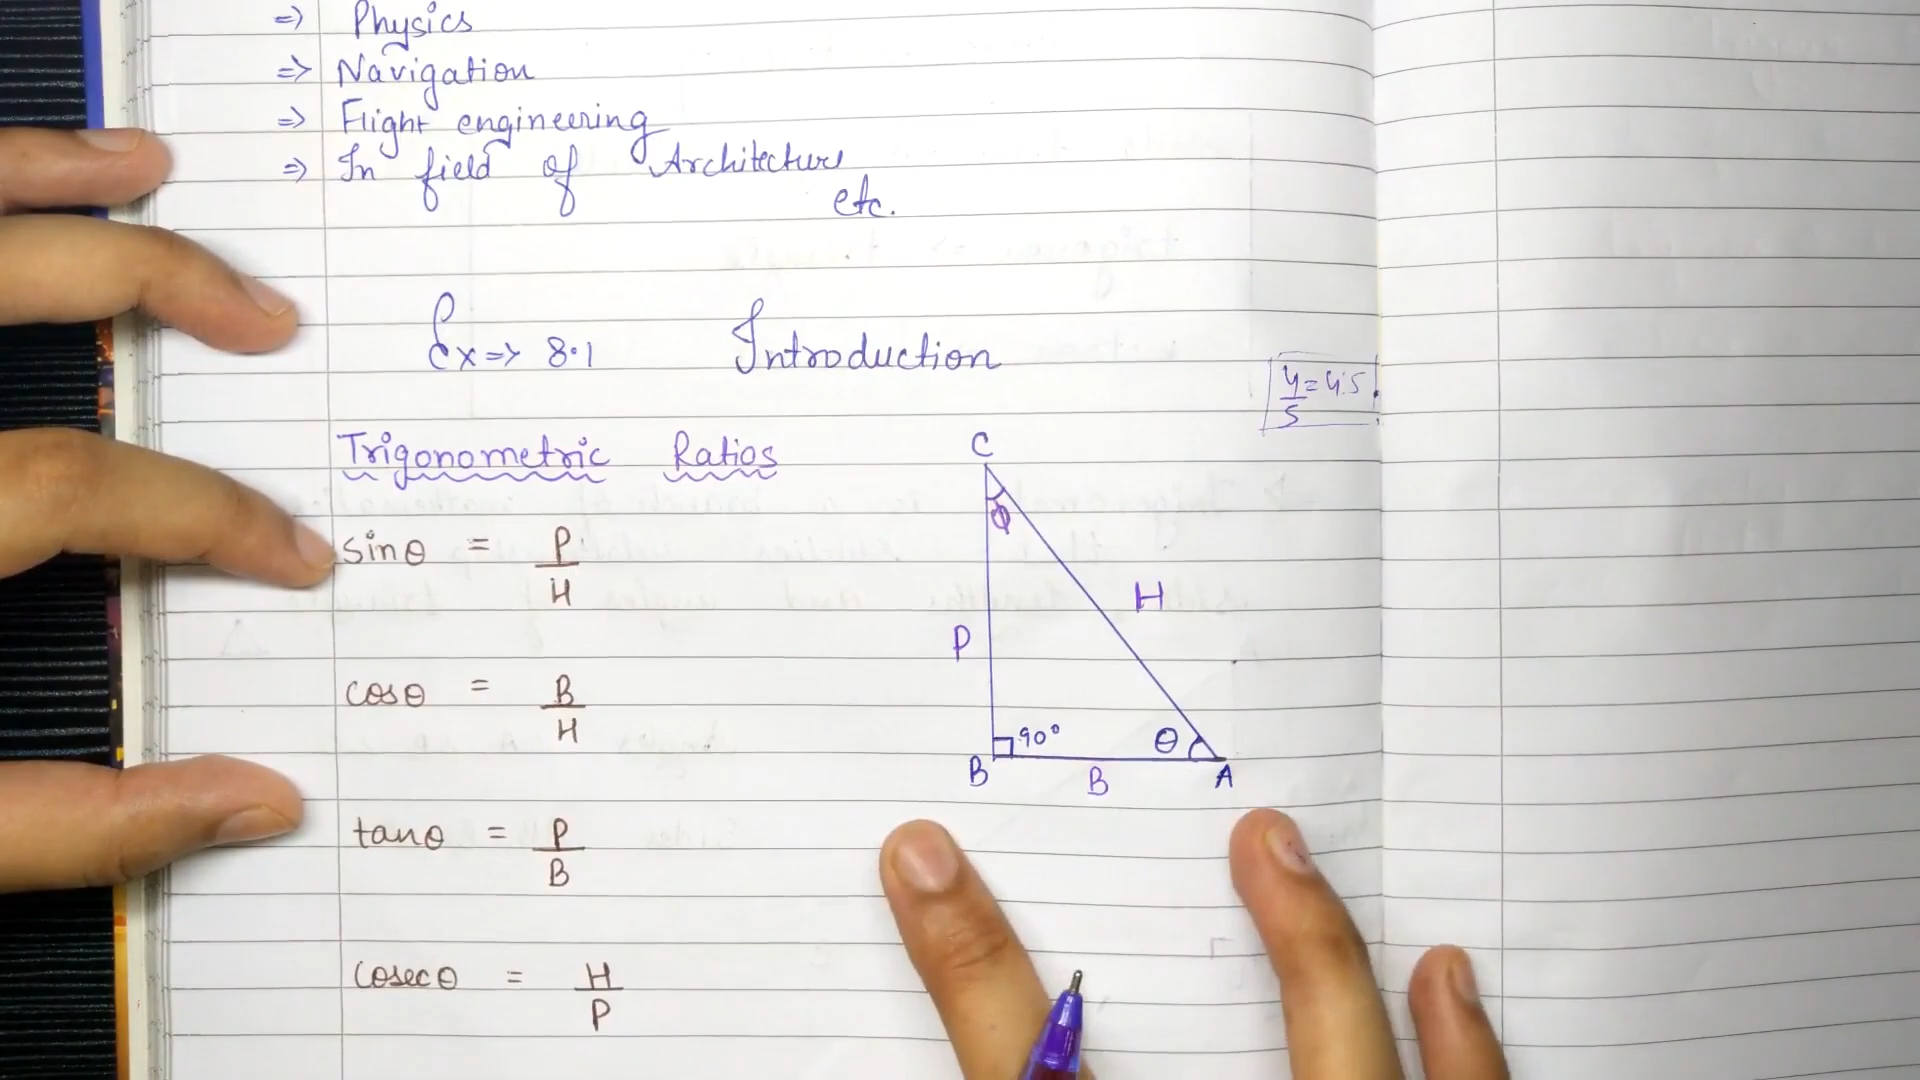 => Physics
=> Navigation
=> Flight engineering
=> In field of Architecture
etc.
Ex => 8.1 Introduction
4/5 = 4:5
Trigonometric Ratios
sinθ = P/H
cosθ = B/H
tanθ = P/B
cosecθ = H/P
C
φ
H
P
90° θ
B B A